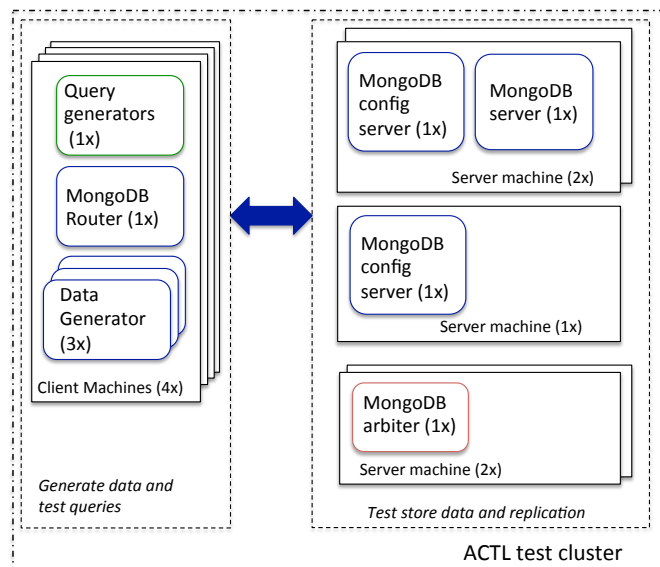 Query
generators
(1x)
MongoDB
Router (1x)
Data
Generator
(3x)
Client Machines (4x)
Generate data and
test queries
MongoDB
config
server (1x)
MongoDB
server (1x)
Server machine (2x)
MongoDB
config
server (1x)
Server machine (1x)
MongoDB
arbiter (1x)
Server machine (2x)
Test store data and replication
ACTL test cluster